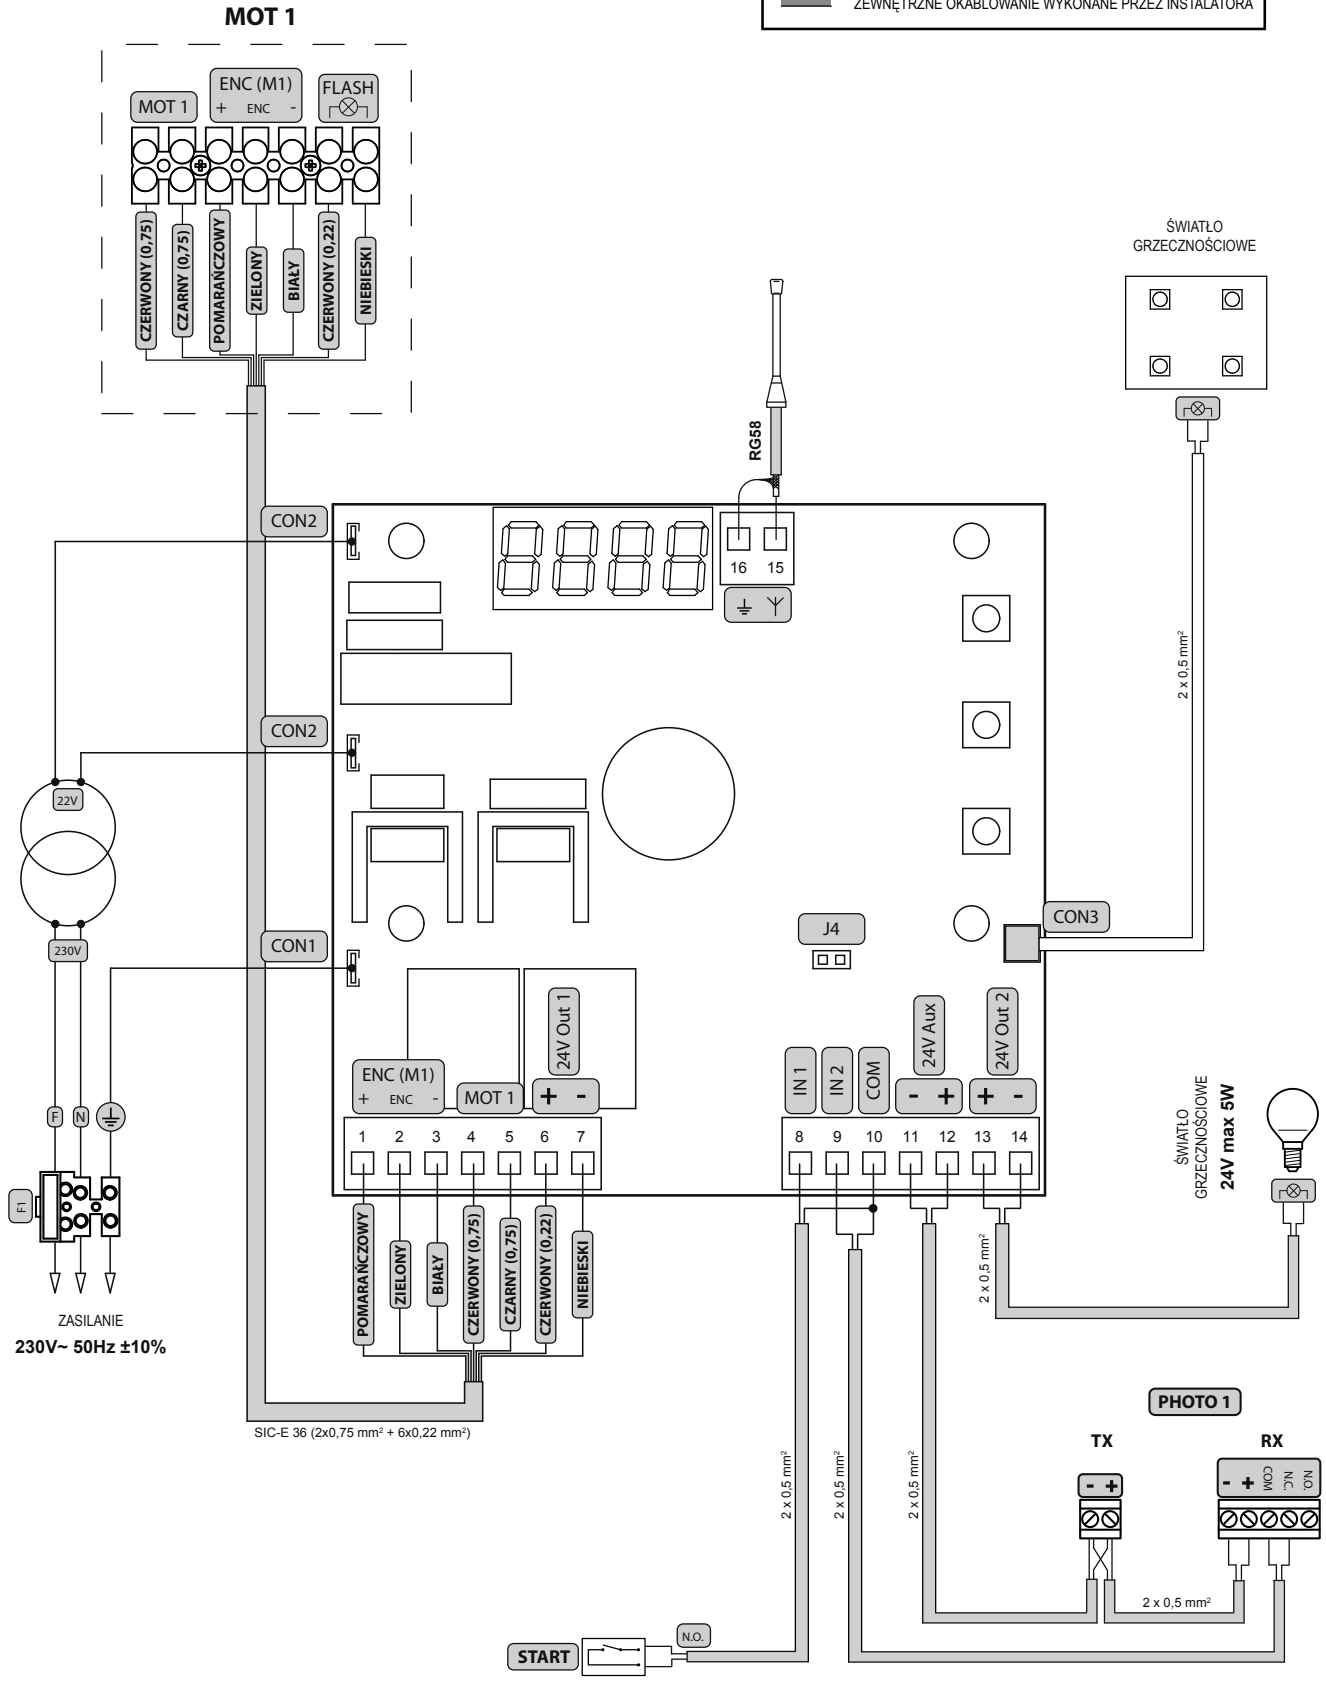 ZEWNĘTRZNE OKABLOWANIE WYKONANE PRZEZ INSTALATORA
MOT 1
MOT 1
ENC (M1)
+ ENC -
FLASH
CZERWONY (0,75)
CZARNY (0,75)
POMARAŃCZOWY
ZIELONY
BIAŁY
CZERWONY (0,22)
NIEBIESKI
ŚWIATŁO
GRZECZNOŚCIOWE
RG58
CON2
16 15
2 x 0,5 mm²
CON2
22V
230V
CON1
J4
CON3
F
N
F1
ZASILANIE
230V~ 50Hz ±10%
ENC (M1)
+ ENC -
MOT 1
24V Out 1
+ -
IN 1
IN 2
COM
24V Aux
- +
24V Out 2
+ -
1 2 3 4 5 6 7
8 9 10 11 12 13 14
ŚWIATŁO
GRZECZNOŚCIOWE
24V max 5W
POMARAŃCZOWY
ZIELONY
BIAŁY
CZERWONY (0,75)
CZARNY (0,75)
CZERWONY (0,22)
NIEBIESKI
SIC-E 36 (2x0,75 mm² + 6x0,22 mm²)
2 x 0,5 mm²
2 x 0,5 mm²
2 x 0,5 mm²
2 x 0,5 mm²
PHOTO 1
TX
RX
- +
- + COM N.C. N.O.
2 x 0,5 mm²
START
N.O.